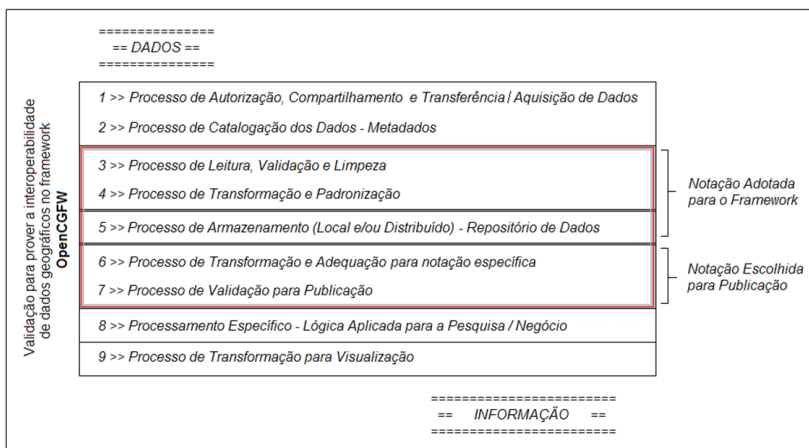 ===============
== DADOS ==
===============
Validação para prover a interoperabilidade
de dados geográficos no framework
OpenCGFW
1 >> Processo de Autorização, Compartilhamento e Transferência/Aquisição de Dados
2 >> Processo de Catalogação dos Dados - Metadados
3 >> Processo de Leitura, Validação e Limpeza
4 >> Processo de Transformação e Padronização
5 >> Processo de Armazenamento (Local e/ou Distribuído) - Repositório de Dados
Notação Adotada
para o Framework
6 >> Processo de Transformação e Adequação para notação específica
7 >> Processo de Validação para Publicação
Notação Escolhida
para Publicação
8 >> Processamento Específico - Lógica Aplicada para a Pesquisa / Negócio
9 >> Processo de Transformação para Visualização
========================
== INFORMAÇÃO ==
========================